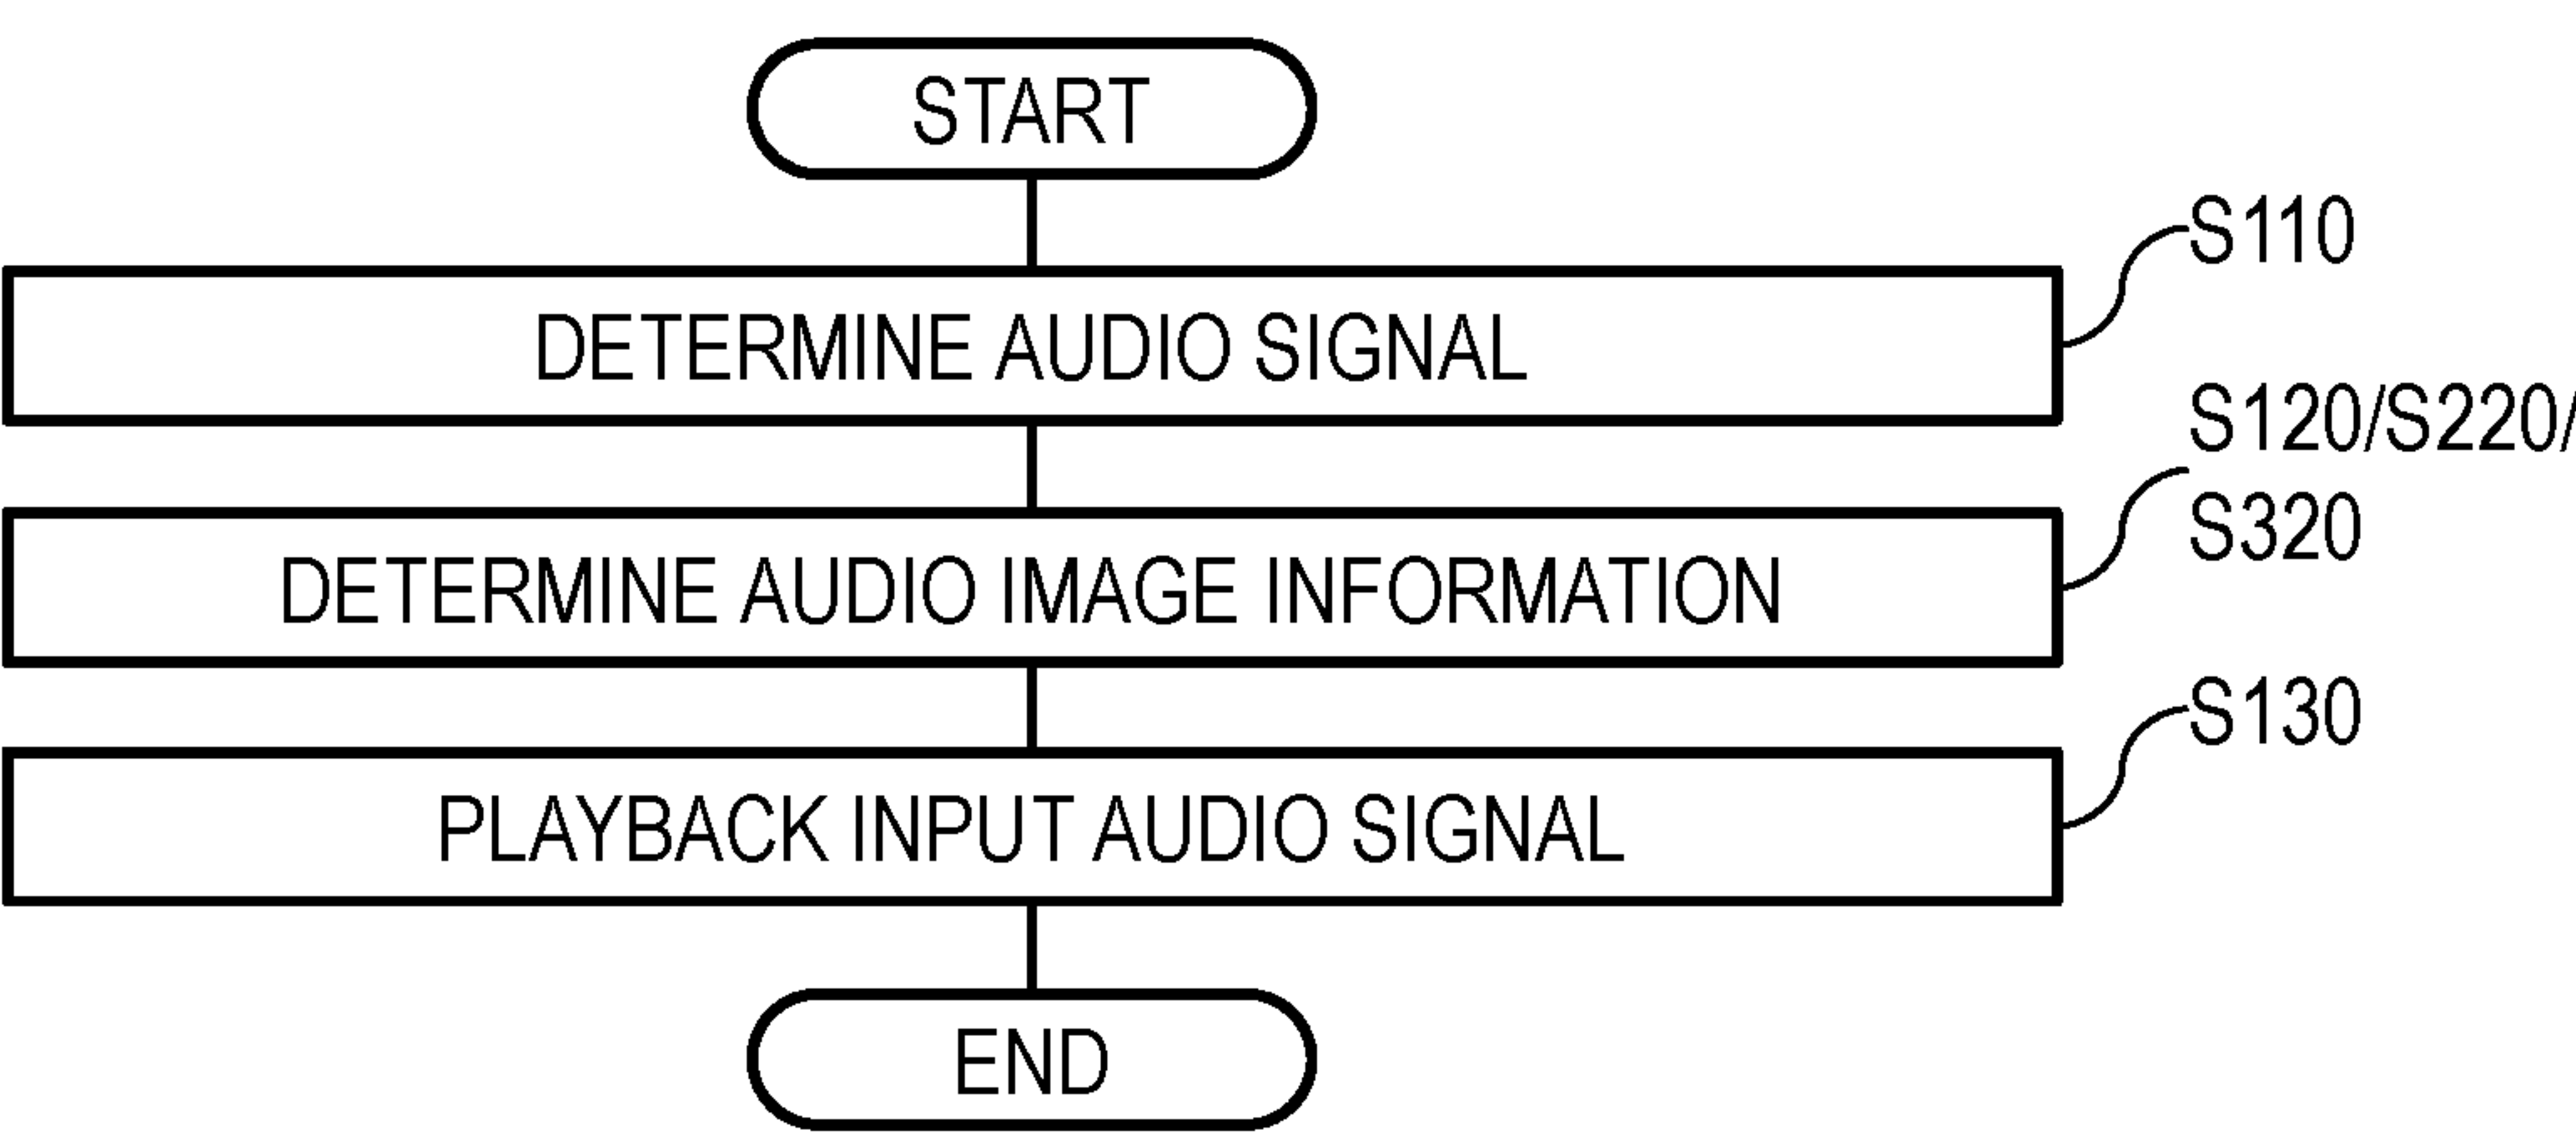 START
S110
DETERMINE AUDIO SIGNAL
S120/S220/
S320
DETERMINE AUDIO IMAGE INFORMATION
S130
PLAYBACK INPUT AUDIO SIGNAL
END